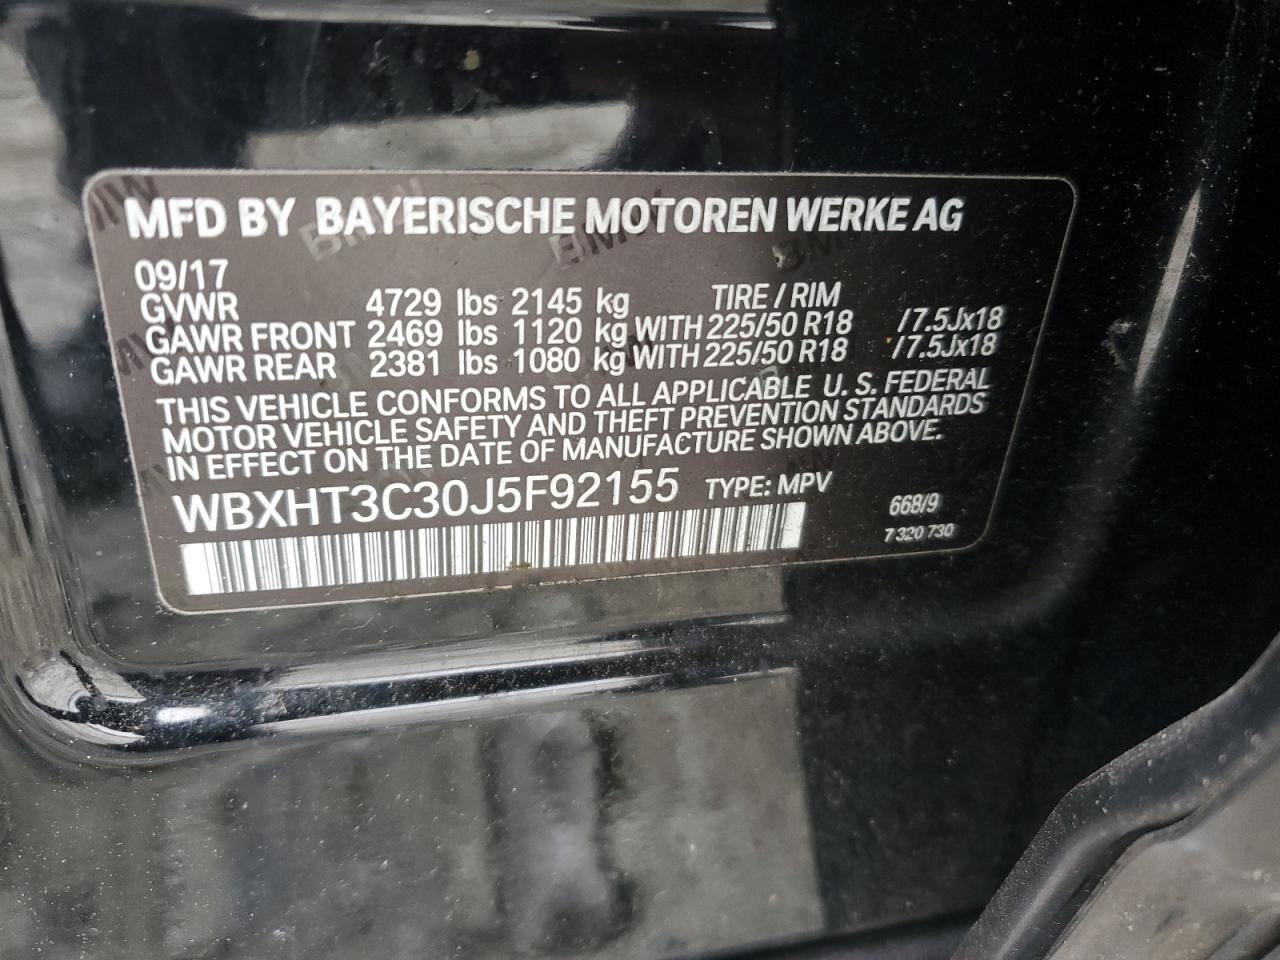 MFD BY BAYERISCHE MOTOREN WERKE AG
09/17
GVWR 4729 lbs 2145 kg TIRE / RIM
GAWR FRONT 2469 lbs 1120 kg WITH 225/50 R18 /7.5Jx18
GAWR REAR 2381 lbs 1080 kg WITH 225/50 R18 /7.5Jx18
THIS VEHICLE CONFORMS TO ALL APPLICABLE U. S. FEDERAL
MOTOR VEHICLE SAFETY AND THEFT PREVENTION STANDARDS
IN EFFECT ON THE DATE OF MANUFACTURE SHOWN ABOVE.
WBXHT3C30J5F92155 TYPE: MPV
668/9
7 320 730